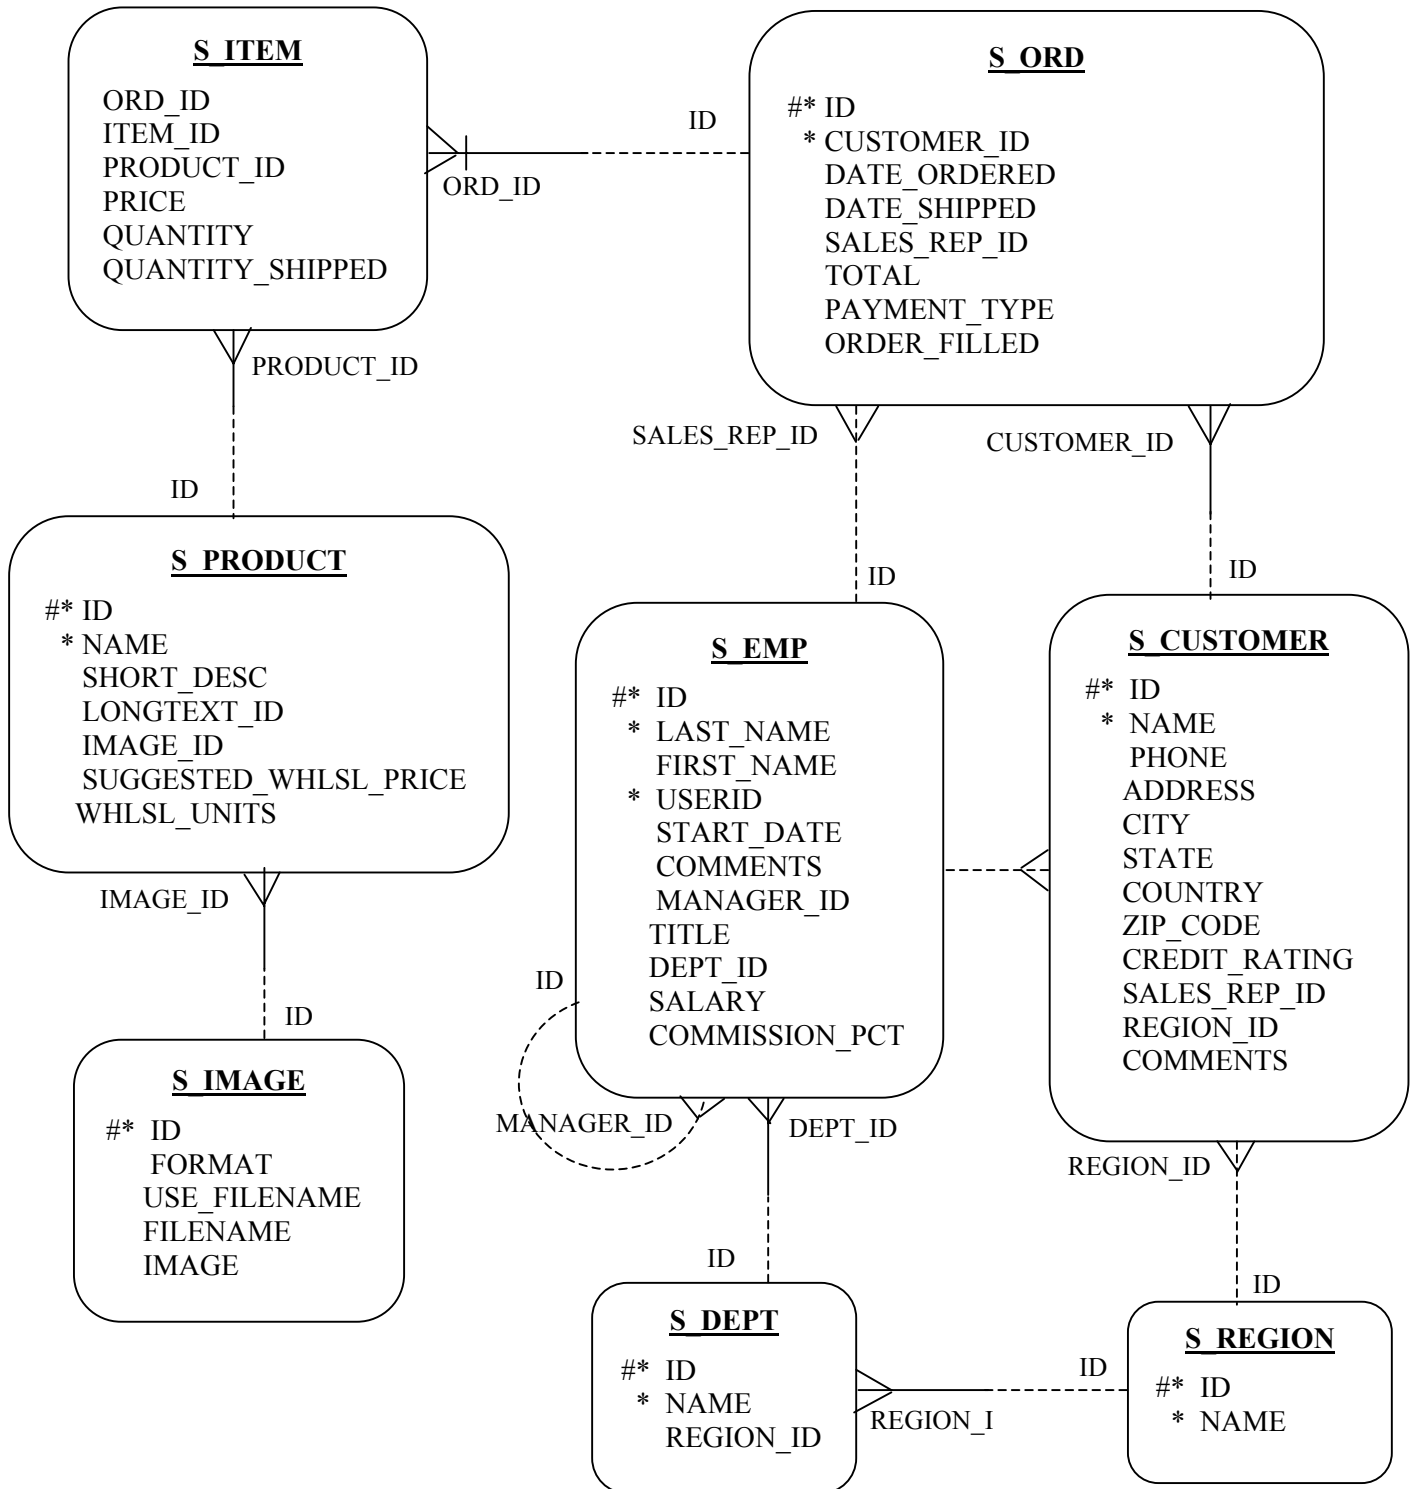 S_ITEM
ORD_ID
ITEM_ID
PRODUCT_ID
PRICE
QUANTITY
QUANTITY_SHIPPED
ID
ORD_ID
S_ORD
#* ID
* CUSTOMER_ID
DATE_ORDERED
DATE_SHIPPED
SALES_REP_ID
TOTAL
PAYMENT_TYPE
ORDER_FILLED
PRODUCT_ID
ID
SALES_REP_ID
ID
CUSTOMER_ID
ID
S_PRODUCT
#* ID
* NAME
SHORT_DESC
LONGTEXT_ID
IMAGE_ID
SUGGESTED_WHLSL_PRICE
WHLSL_UNITS
S_EMP
#* ID
* LAST_NAME
FIRST_NAME
* USERID
START_DATE
COMMENTS
MANAGER_ID
TITLE
DEPT_ID
SALARY
COMMISSION_PCT
S_CUSTOMER
#* ID
* NAME
PHONE
ADDRESS
CITY
STATE
COUNTRY
ZIP_CODE
CREDIT_RATING
SALES_REP_ID
REGION_ID
COMMENTS
IMAGE_ID
ID
ID
MANAGER_ID
DEPT_ID
ID
REGION_ID
ID
S_IMAGE
#* ID
FORMAT
USE_FILENAME
FILENAME
IMAGE
S_DEPT
#* ID
* NAME
REGION_ID
ID
REGION_I
S_REGION
#* ID
* NAME